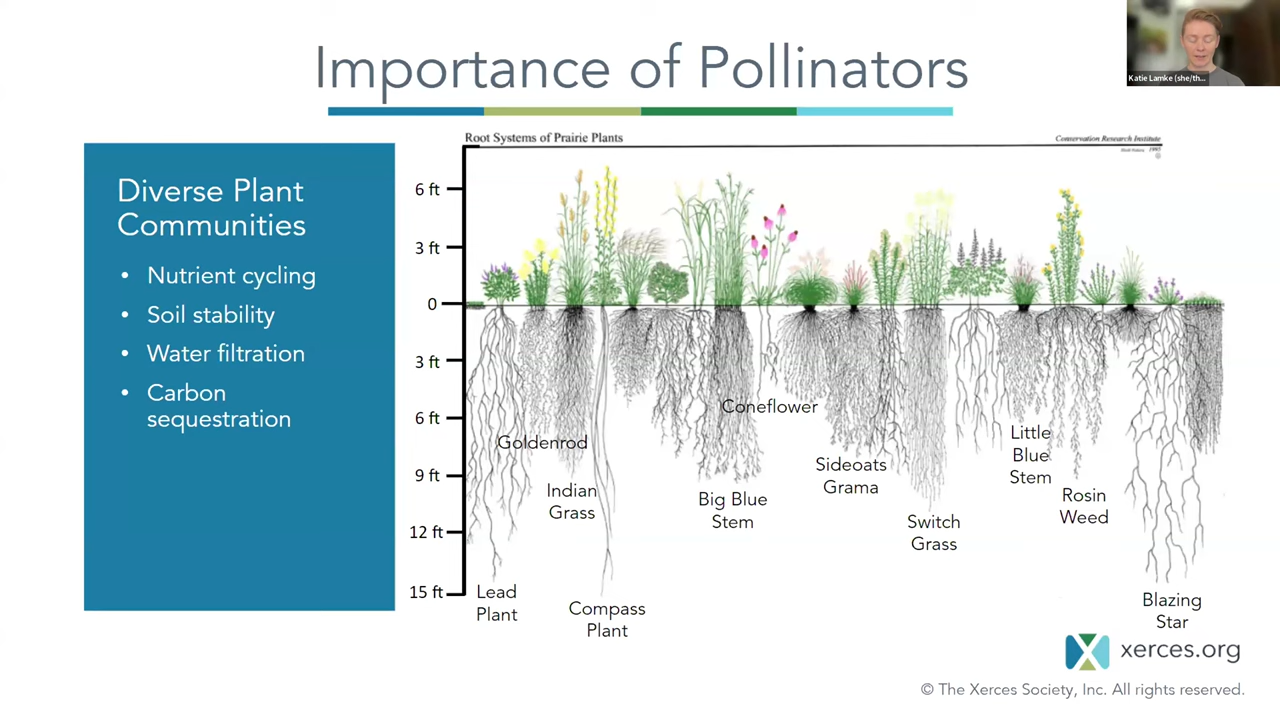 Importance of Pollinators
Katie Lamke (she/th...
Diverse Plant
Communities
• Nutrient cycling
• Soil stability
• Water filtration
• Carbon
sequestration
Root Systems of Prairie Plants
Conservation Research Institute
1995
6 ft
3 ft
0
3 ft
6 ft
9 ft
12 ft
15 ft
Coneflower
Goldenrod
Little
Blue
Stem
Sideoats
Grama
Indian
Grass
Big Blue
Stem
Rosin
Weed
Switch
Grass
Lead
Plant
Compass
Plant
Blazing
Star
xerces.org
© The Xerces Society, Inc. All rights reserved.